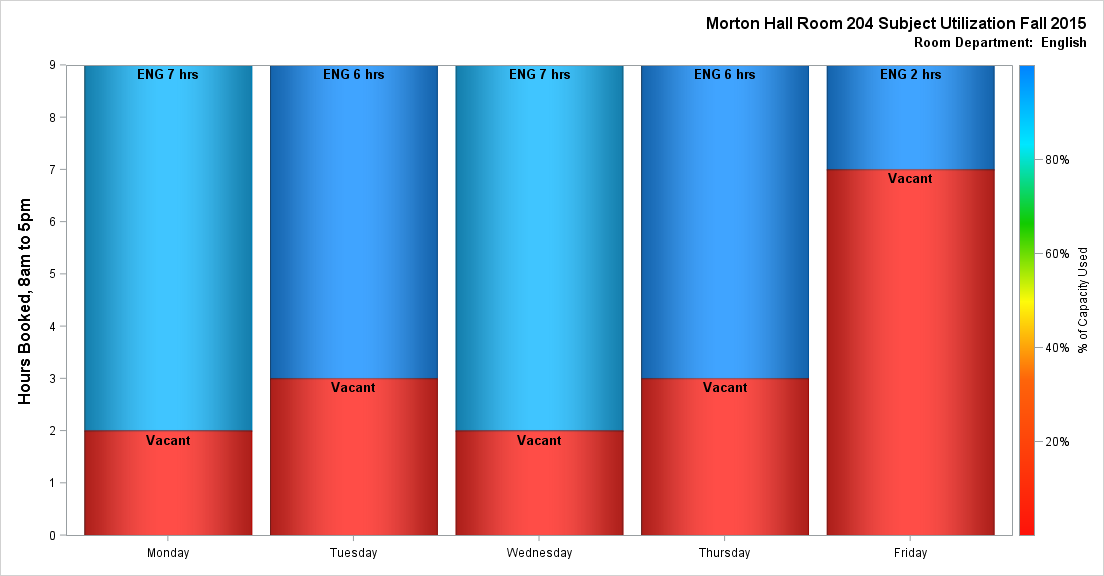 Morton Hall Room 204 Subject Utilization Fall 2015
Room Department:  English
Hours Booked, 8am to 5pm
9
8
7
6
5
4
3
2
1
0
ENG 7 hrs
ENG 6 hrs
ENG 7 hrs
ENG 6 hrs
ENG 2 hrs
Vacant
Vacant
Vacant
Vacant
Vacant
Monday
Tuesday
Wednesday
Thursday
Friday
80%
60%
40%
20%
% of Capacity Used